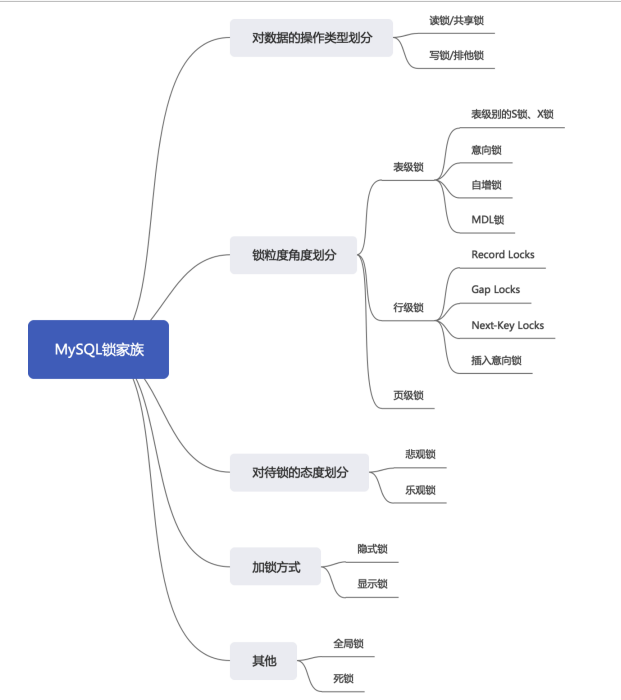 MySQL锁家族
对数据的操作类型划分
读锁/共享锁
写锁/排他锁
锁粒度角度划分
表级锁
表级别的S锁、X锁
意向锁
自增锁
MDL锁
行级锁
Record Locks
Gap Locks
Next-Key Locks
插入意向锁
页级锁
对待锁的态度划分
悲观锁
乐观锁
加锁方式
隐式锁
显示锁
其他
全局锁
死锁